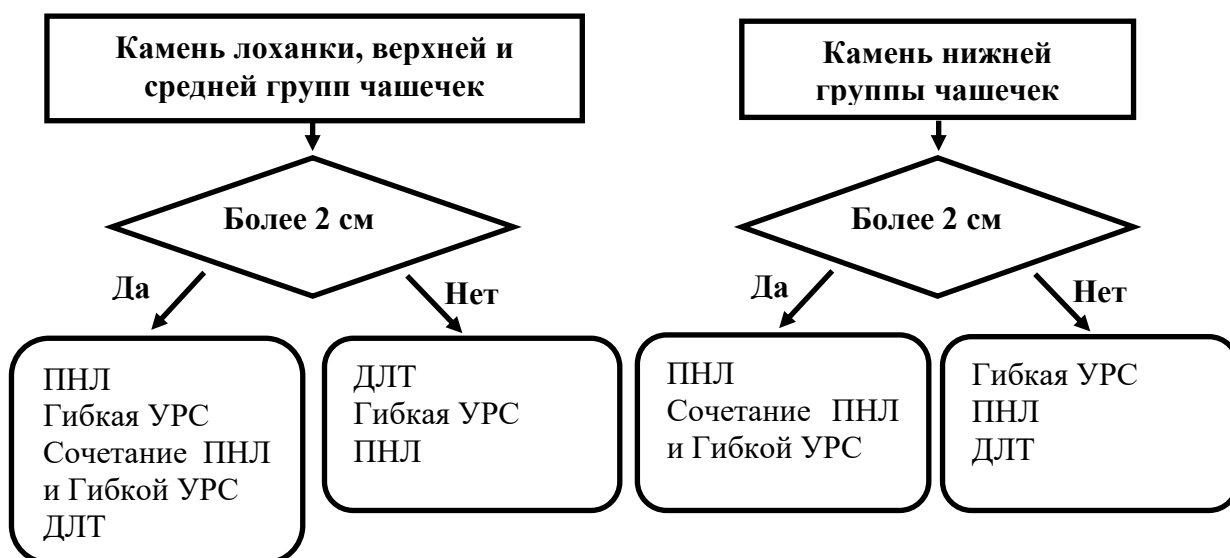 Камень лоханки, верхней и
средней групп чашечек
Более 2 см
Да
Нет
ПНЛ
Гибкая УРС
Сочетание ПНЛ
и Гибкой УРС
ДЛТ
ДЛТ
Гибкая УРС
ПНЛ
Камень нижней
группы чашечек
Более 2 см
Да
Нет
ПНЛ
Сочетание ПНЛ
и Гибкой УРС
Гибкая УРС
ПНЛ
ДЛТ